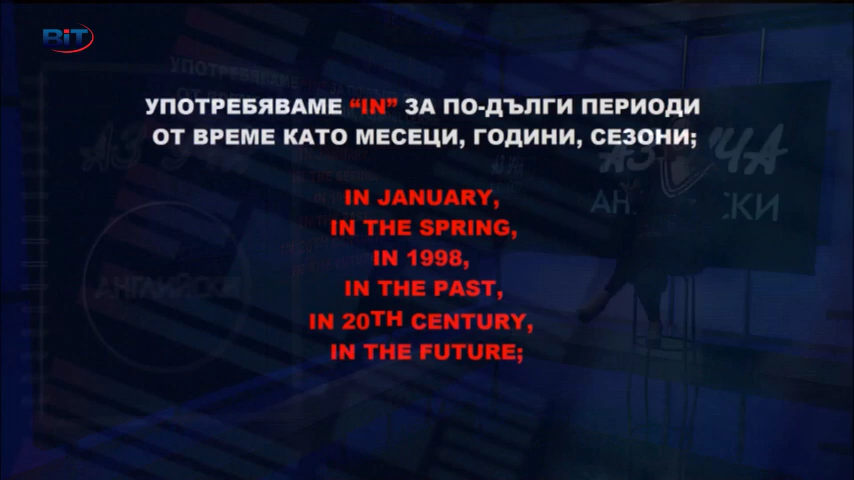 BiT
УПОТРЕБЯВАМЕ “IN” ЗА ПО-ДЪЛГИ ПЕРИОДИ
ОТ ВРЕМЕ КАТО МЕСЕЦИ, ГОДИНИ, СЕЗОНИ;
IN JANUARY,
IN THE SPRING,
IN 1998,
IN THE PAST,
IN 20TH CENTURY,
IN THE FUTURE;
АНГЛИЙСКИ